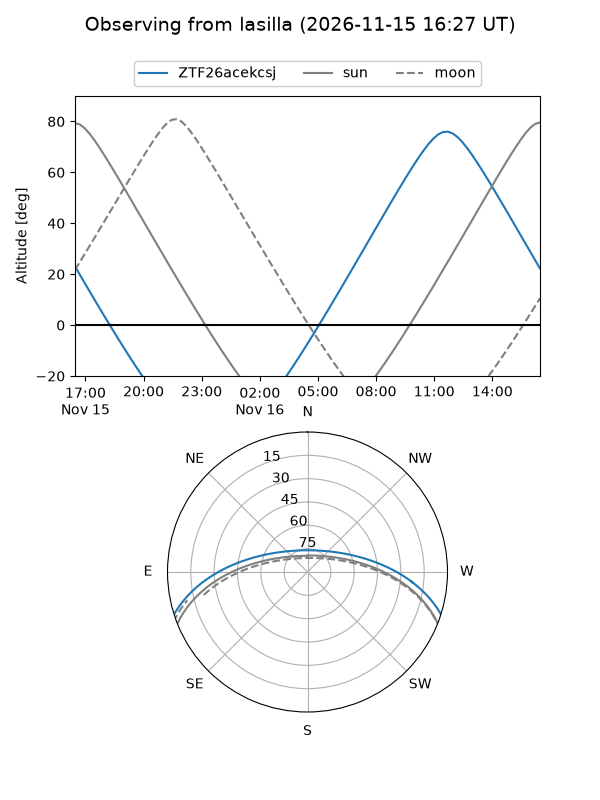 Observing from lasilla (2026-11-15 16:27 UT)
ZTF26acekcsj sun moon
Altitude [deg]
80
60
40
20
0
−20
17:00 20:00 23:00 02:00 05:00 08:00 11:00 14:00
Nov 15 Nov 16
N
NE NW
15
30
45
60
75
E W
SE SW
S